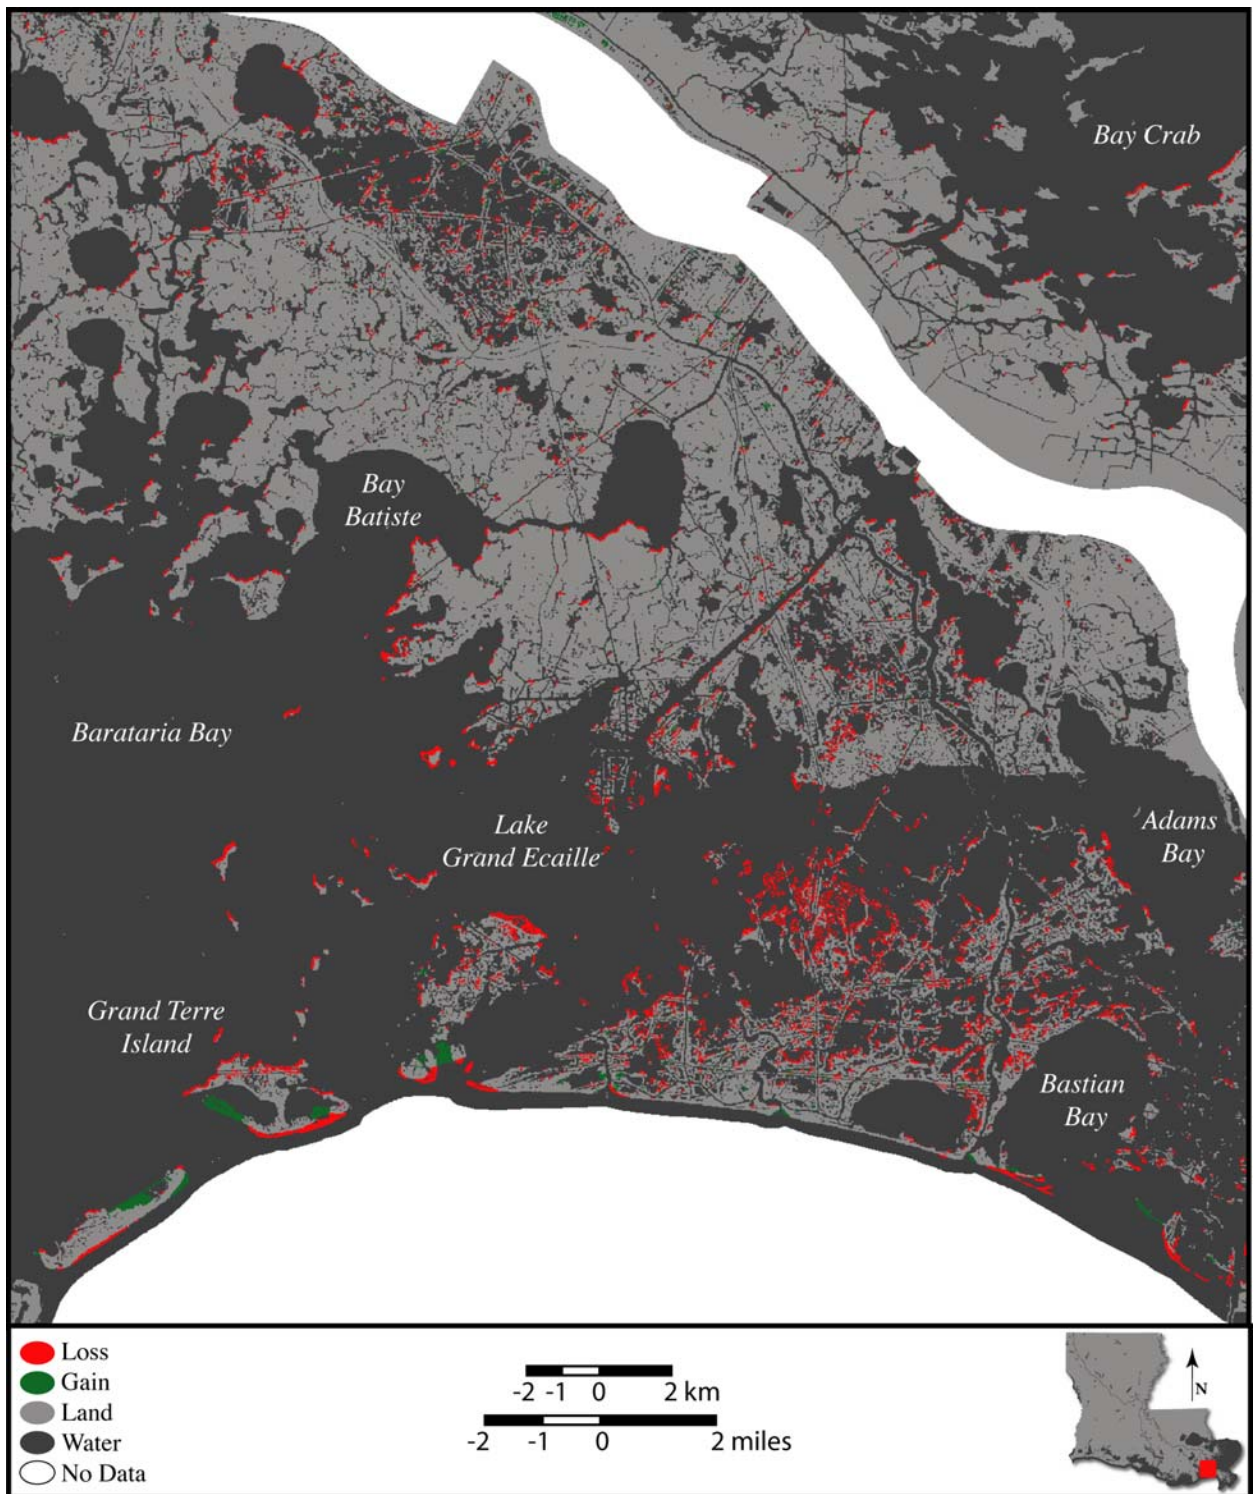 Bay Crab
Bay
Batiste
Barataria Bay
Lake
Grand Ecaille
Adams
Bay
Grand Terre
Island
Bastian
Bay
Loss
Gain
Land
Water
No Data
-2 -1 0 2 km
-2 -1 0 2 miles
N